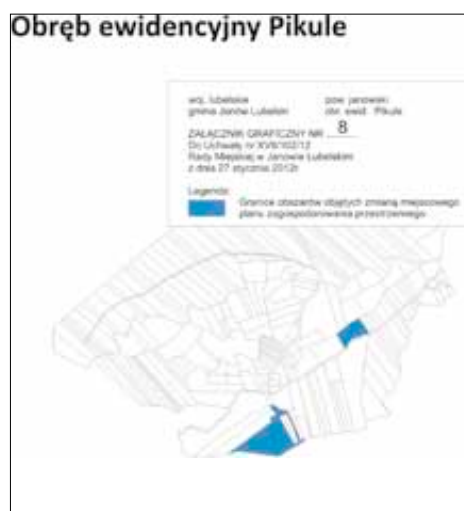 Obręb ewidencyjny Pikule
woj. lubelskie pow. janowski
gmina Janów Lubelski obr. ewid. Pikule
ZAŁĄCZNIK GRAFICZNY NR 8
Do Uchwały nr XVII/102/12
Rady Miejskiej w Janowie Lubelskim
z dnia 27 stycznia 2012r
Legenda:
Granice obszarów objętych zmianą miejscowego
planu zagospodarowania przestrzennego